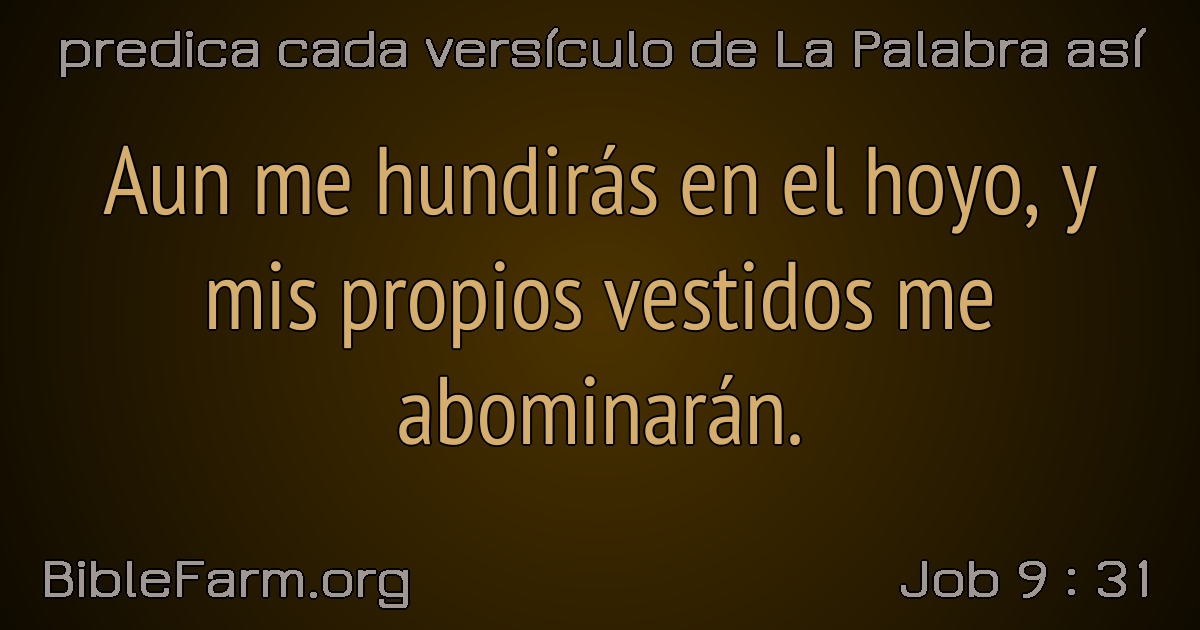 predica cada versículo de La Palabra así
Aun me hundirás en el hoyo, y
mis propios vestidos me
abominarán.
BibleFarm.org
Job 9 : 31